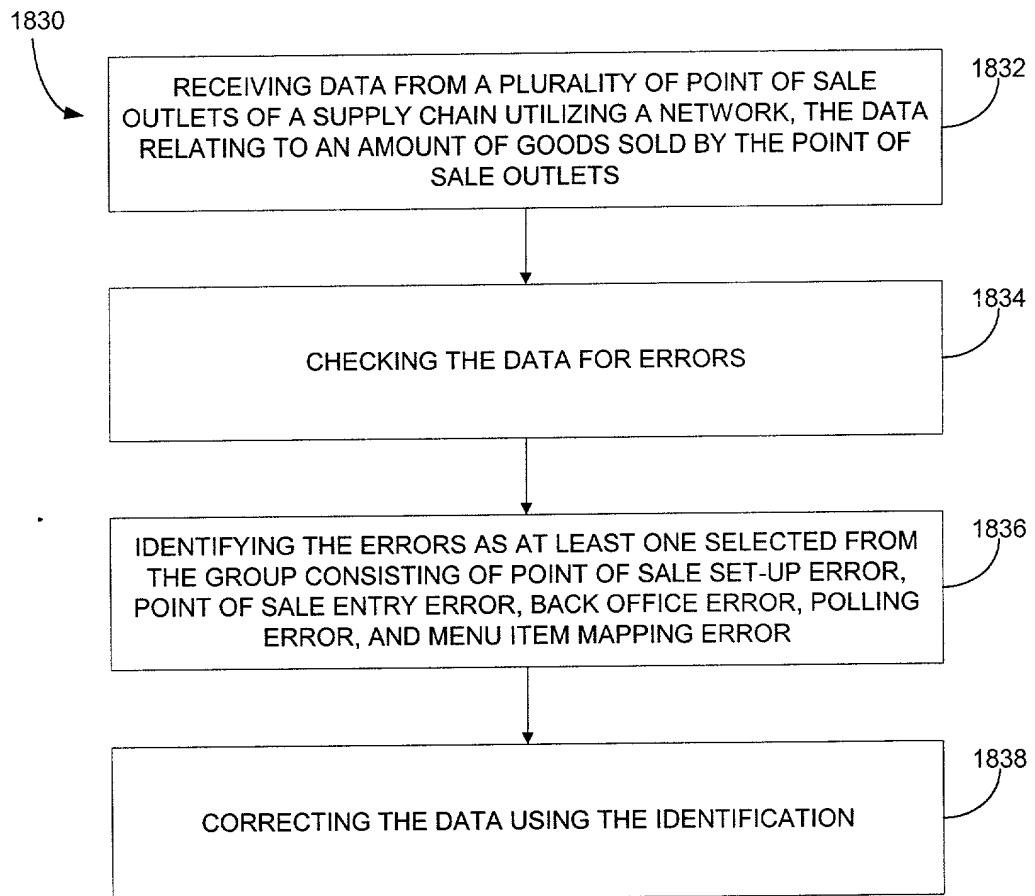 1830
RECEIVING DATA FROM A PLURALITY OF POINT OF SALE
OUTLETS OF A SUPPLY CHAIN UTILIZING A NETWORK, THE DATA
RELATING TO AN AMOUNT OF GOODS SOLD BY THE POINT OF
SALE OUTLETS
1832
CHECKING THE DATA FOR ERRORS
1834
IDENTIFYING THE ERRORS AS AT LEAST ONE SELECTED FROM
THE GROUP CONSISTING OF POINT OF SALE SET-UP ERROR,
POINT OF SALE ENTRY ERROR, BACK OFFICE ERROR, POLLING
ERROR, AND MENU ITEM MAPPING ERROR
1836
CORRECTING THE DATA USING THE IDENTIFICATION
1838